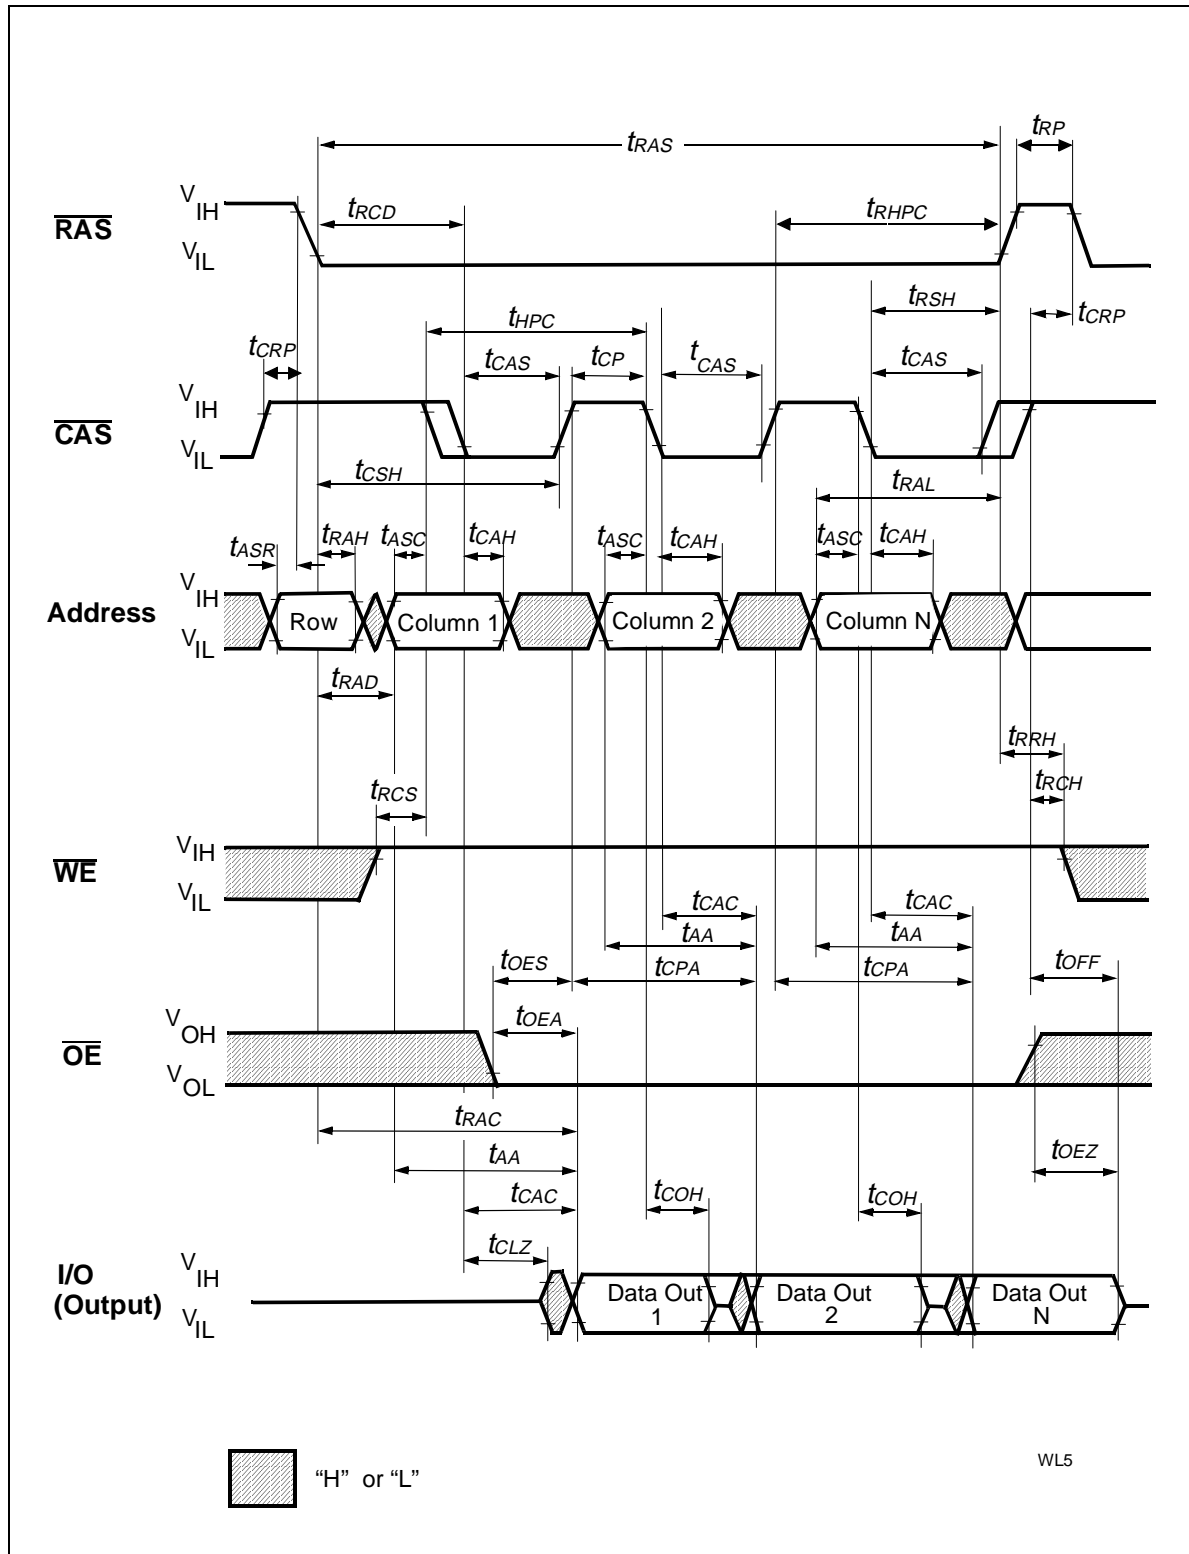 tRAS
tRP
VIH
RAS
VIL
tRCD
tRHPC
tRSH
tCRP
tHPC
tCRP
tCAS
tCP
tCAS
tCAS
VIH
CAS
VIL
tCSH
tRAL
tASR
tRAH
tASC
tCAH
tASC
tCAH
tASC
tCAH
VIH
Address
VIL
Row
Column 1
Column 2
Column N
tRAD
tRRH
tRCH
tRCS
VIH
WE
VIL
tCAC
tCAC
tAA
tAA
tOES
tCPA
tCPA
tOFF
tOEA
VOH
OE
VOL
tRAC
tAA
tOEZ
tCAC
tCOH
tCOH
tCLZ
VIH
I/O
(Output)
VIL
Data Out
1
Data Out
2
Data Out
N
“H” or “L”
WL5